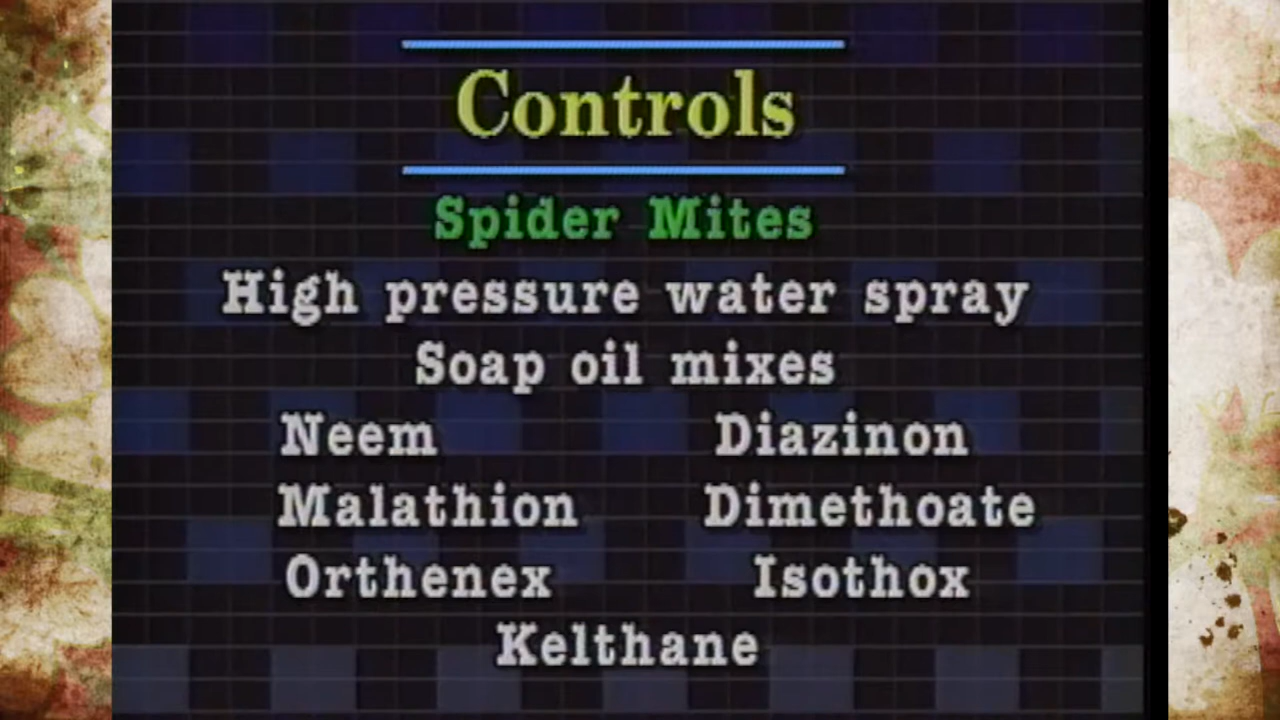 Controls
Spider Mites
High pressure water spray
Soap oil mixes
Neem Diazinon
Malathion Dimethoate
Orthenex Isothox
Kelthane